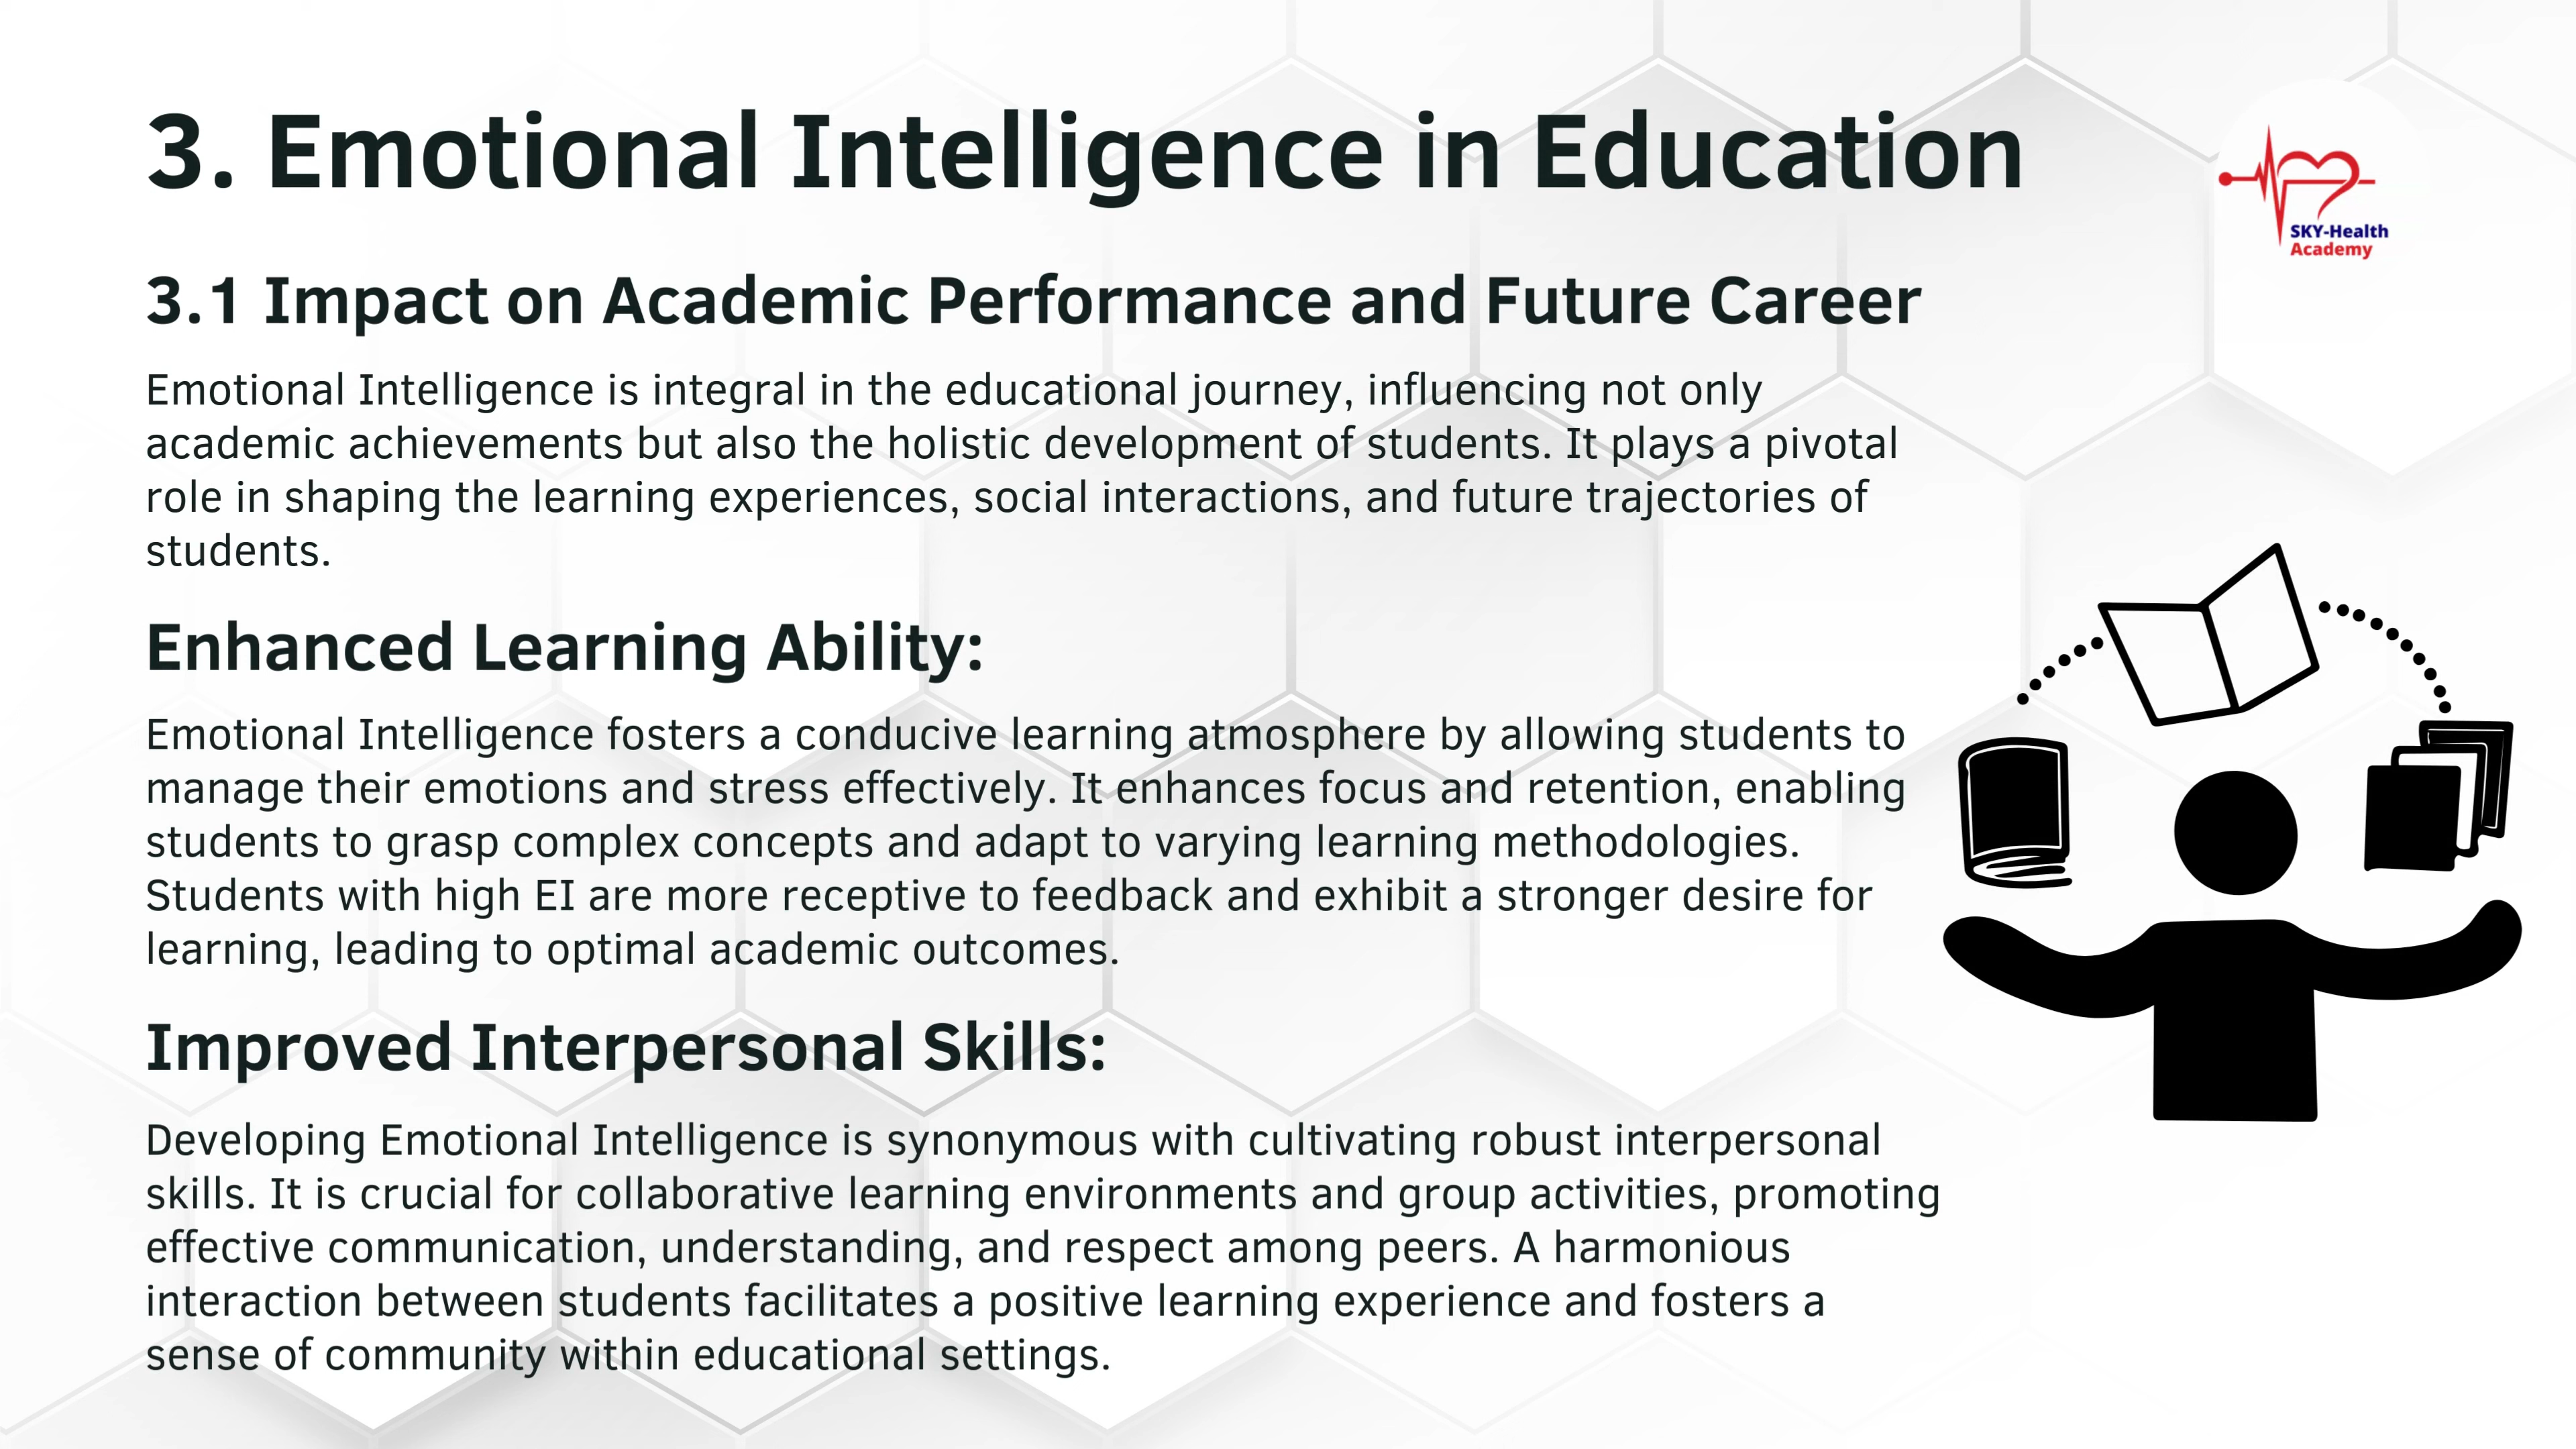 3. Emotional Intelligence in Education
SKY-Health
Academy
3.1 Impact on Academic Performance and Future Career
Emotional Intelligence is integral in the educational journey, influencing not only
academic achievements but also the holistic development of students. It plays a pivotal
role in shaping the learning experiences, social interactions, and future trajectories of
students.
Enhanced Learning Ability:
Emotional Intelligence fosters a conducive learning atmosphere by allowing students to
manage their emotions and stress effectively. It enhances focus and retention, enabling
students to grasp complex concepts and adapt to varying learning methodologies.
Students with high EI are more receptive to feedback and exhibit a stronger desire for
learning, leading to optimal academic outcomes.
Improved Interpersonal Skills:
Developing Emotional Intelligence is synonymous with cultivating robust interpersonal
skills. It is crucial for collaborative learning environments and group activities, promoting
effective communication, understanding, and respect among peers. A harmonious
interaction between students facilitates a positive learning experience and fosters a
sense of community within educational settings.